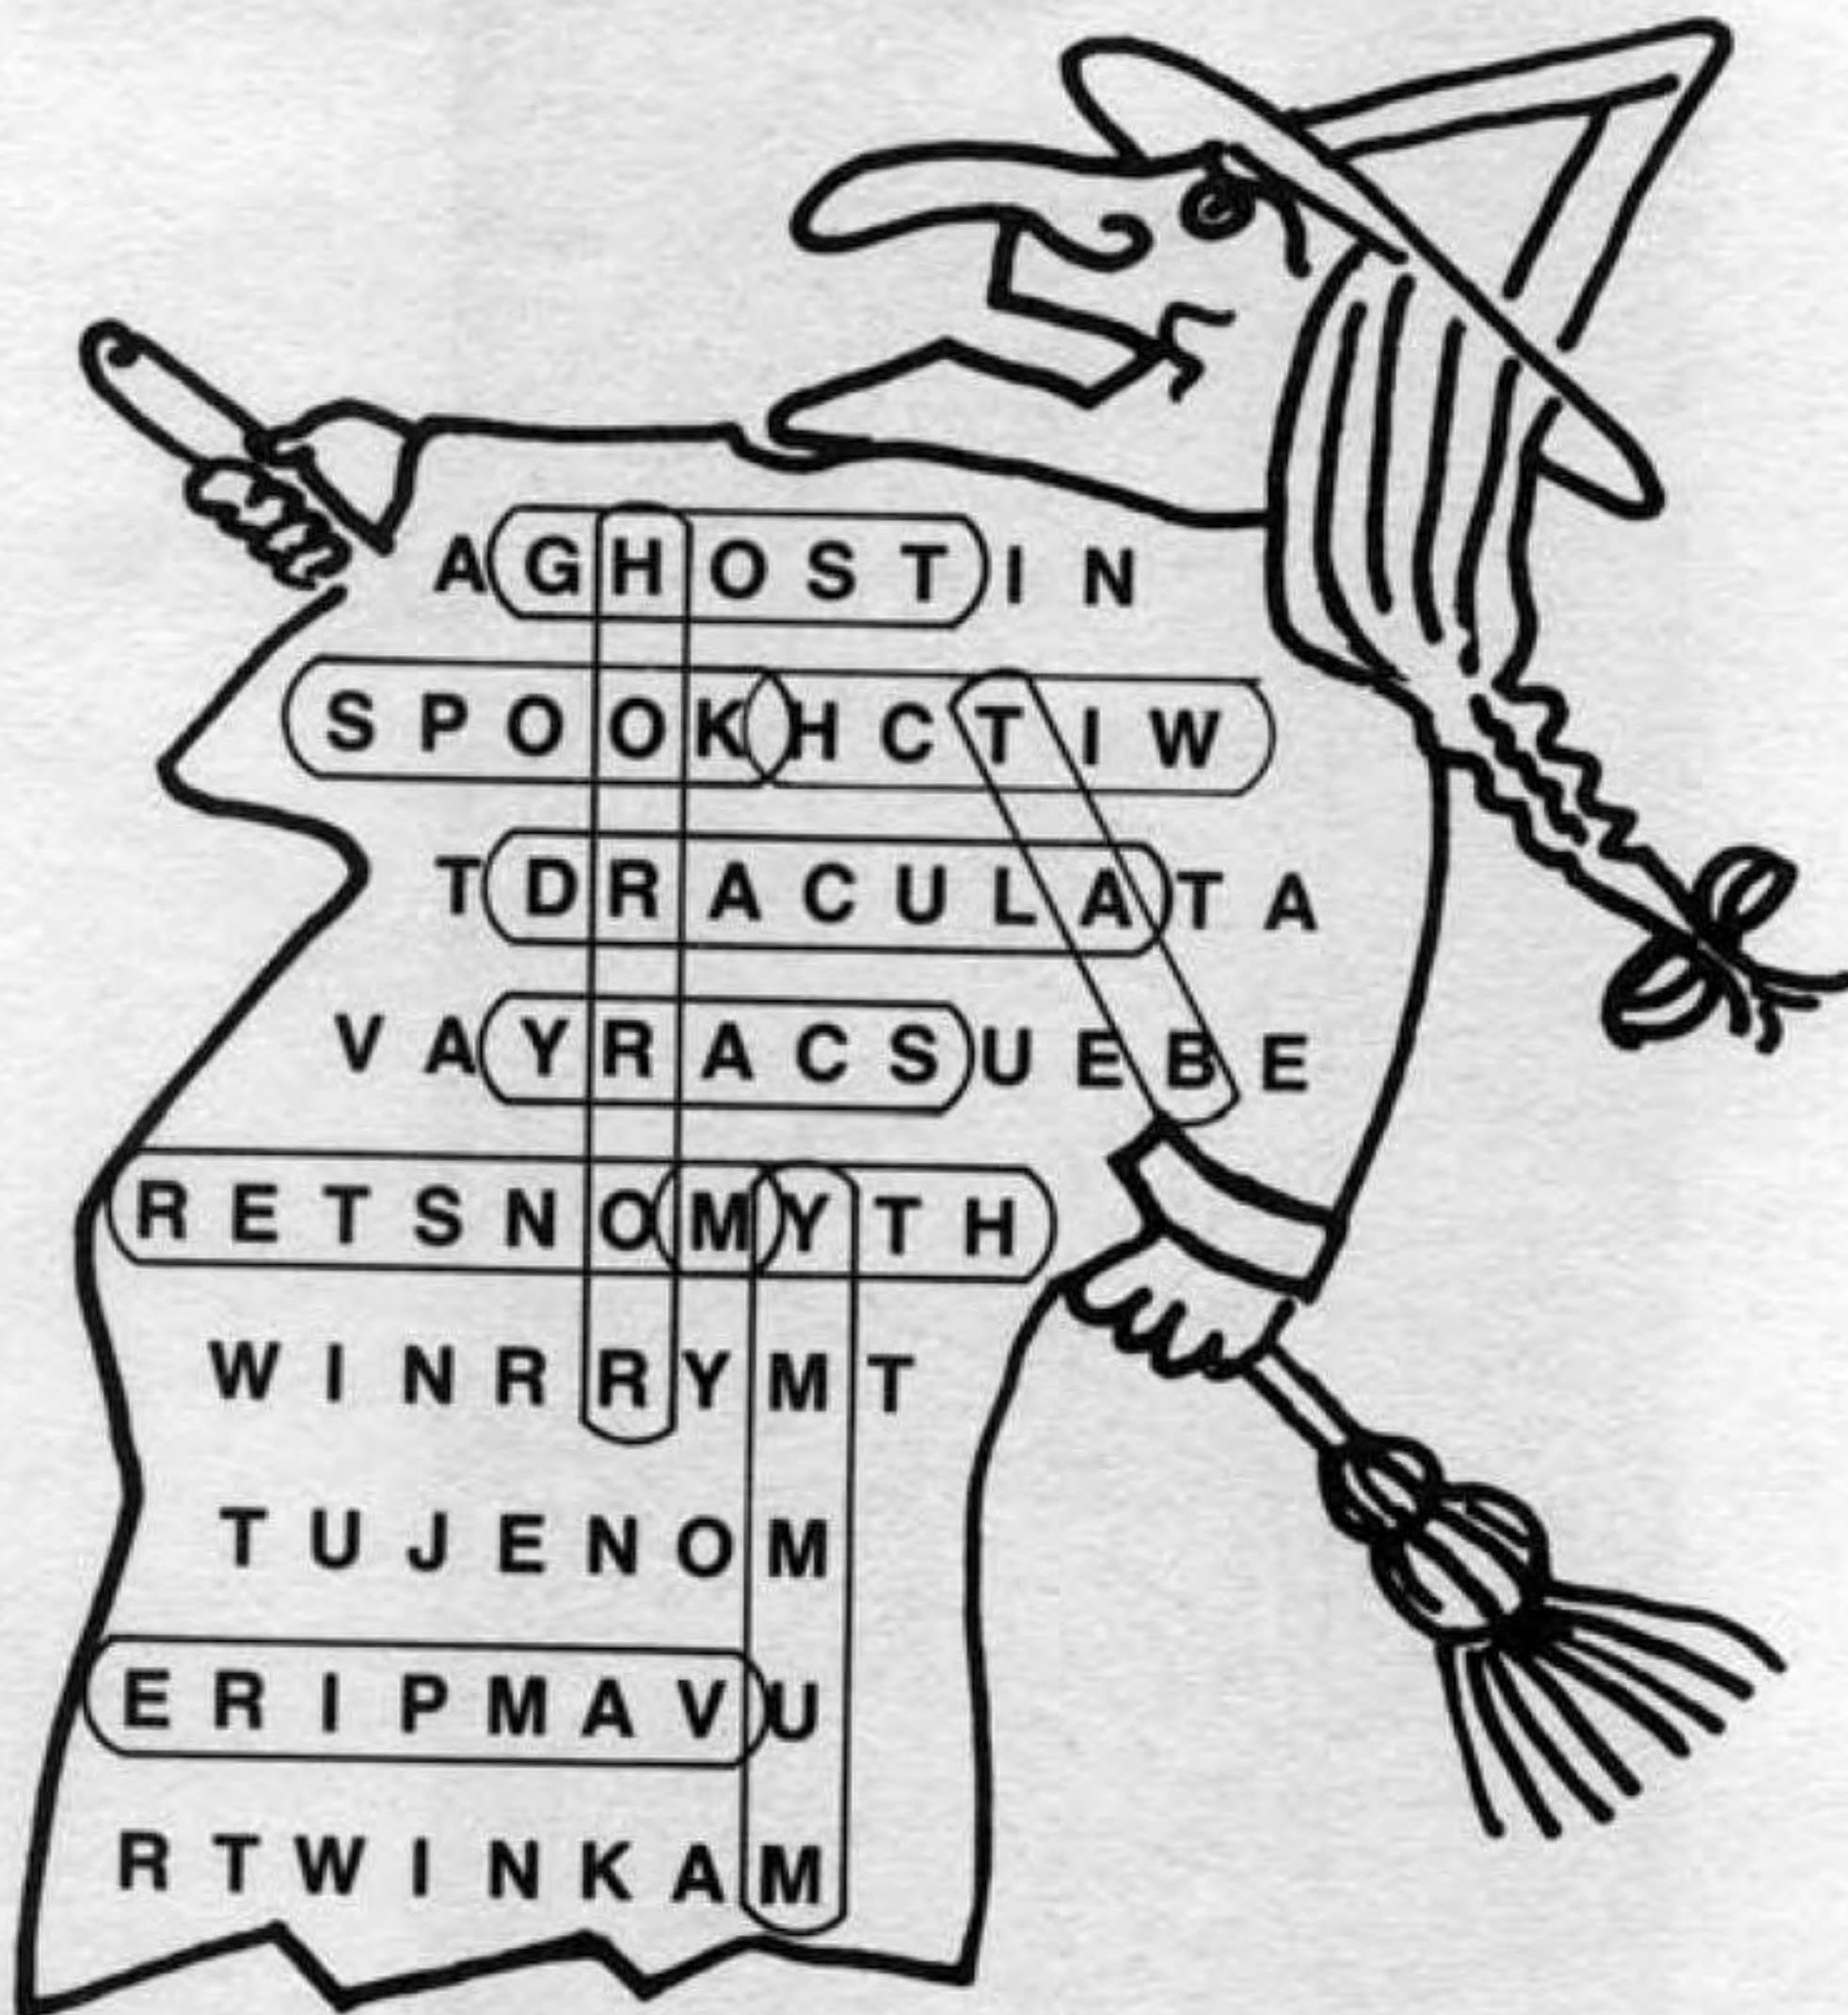 A G H O S T I N
S P O O K H C T I W
T D R A C U L A T A
V A Y R A C S U E B E
R E T S N O M Y T H
W I N R R Y M T
T U J E N O M
E R I P M A V U
R T W I N K A M